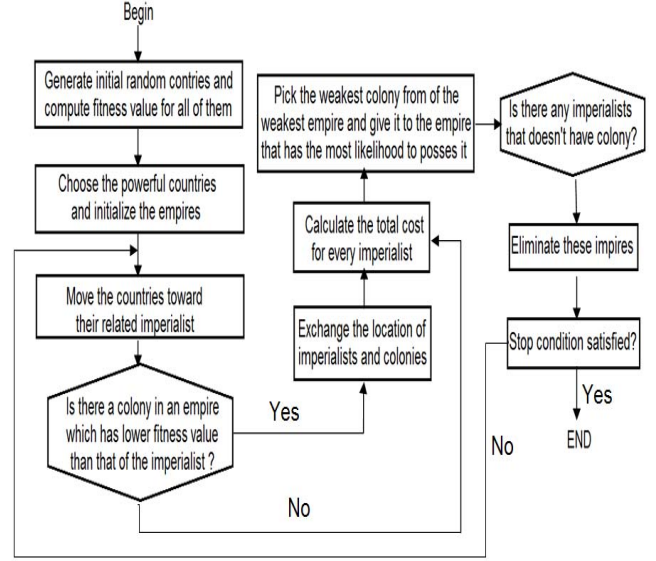 Begin
Generate initial random contries and
compute fitness value for all of them
Choose the powerful countries
and initialize the empires
Move the countries toward
their related imperialist
Is there a colony in an empire
which has lower fitness value
than that of the imperialist ?
Yes
No
Exchange the location of
imperialists and colonies
Calculate the total cost
for every imperialist
Pick the weakest colony from of the
weakest empire and give it to the empire
that has the most likelihood to posses it
Is there any imperialists
that doesn't have colony?
Eliminate these impires
Stop condition satisfied?
Yes
No
END